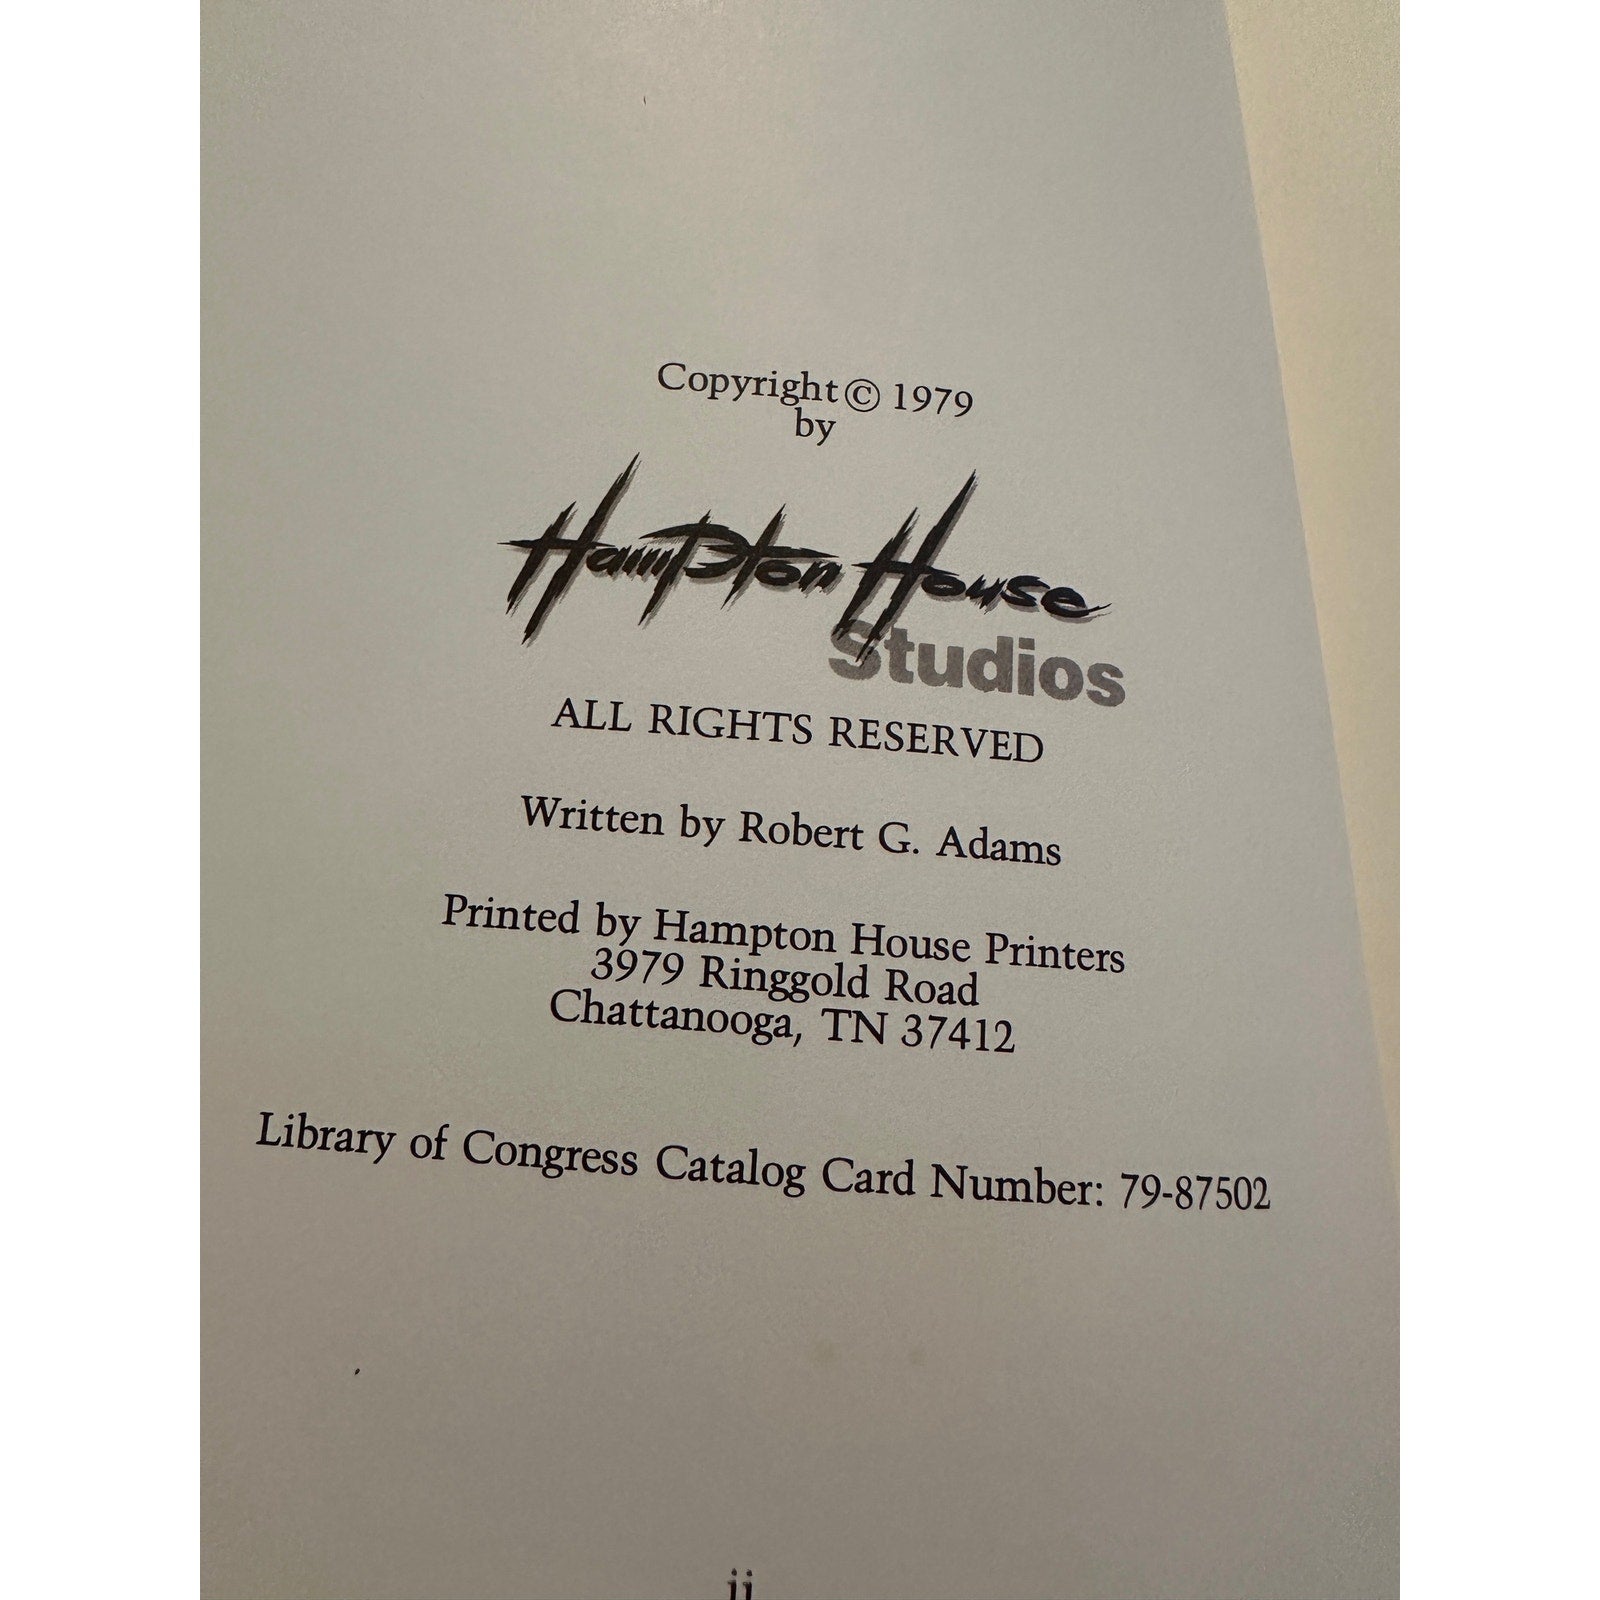 Copyright © 1979
by
Hampton House
Studios
ALL RIGHTS RESERVED
Written by Robert G. Adams
Printed by Hampton House Printers
3979 Ringgold Road
Chattanooga, TN 37412
Library of Congress Catalog Card Number: 79-87502
ii